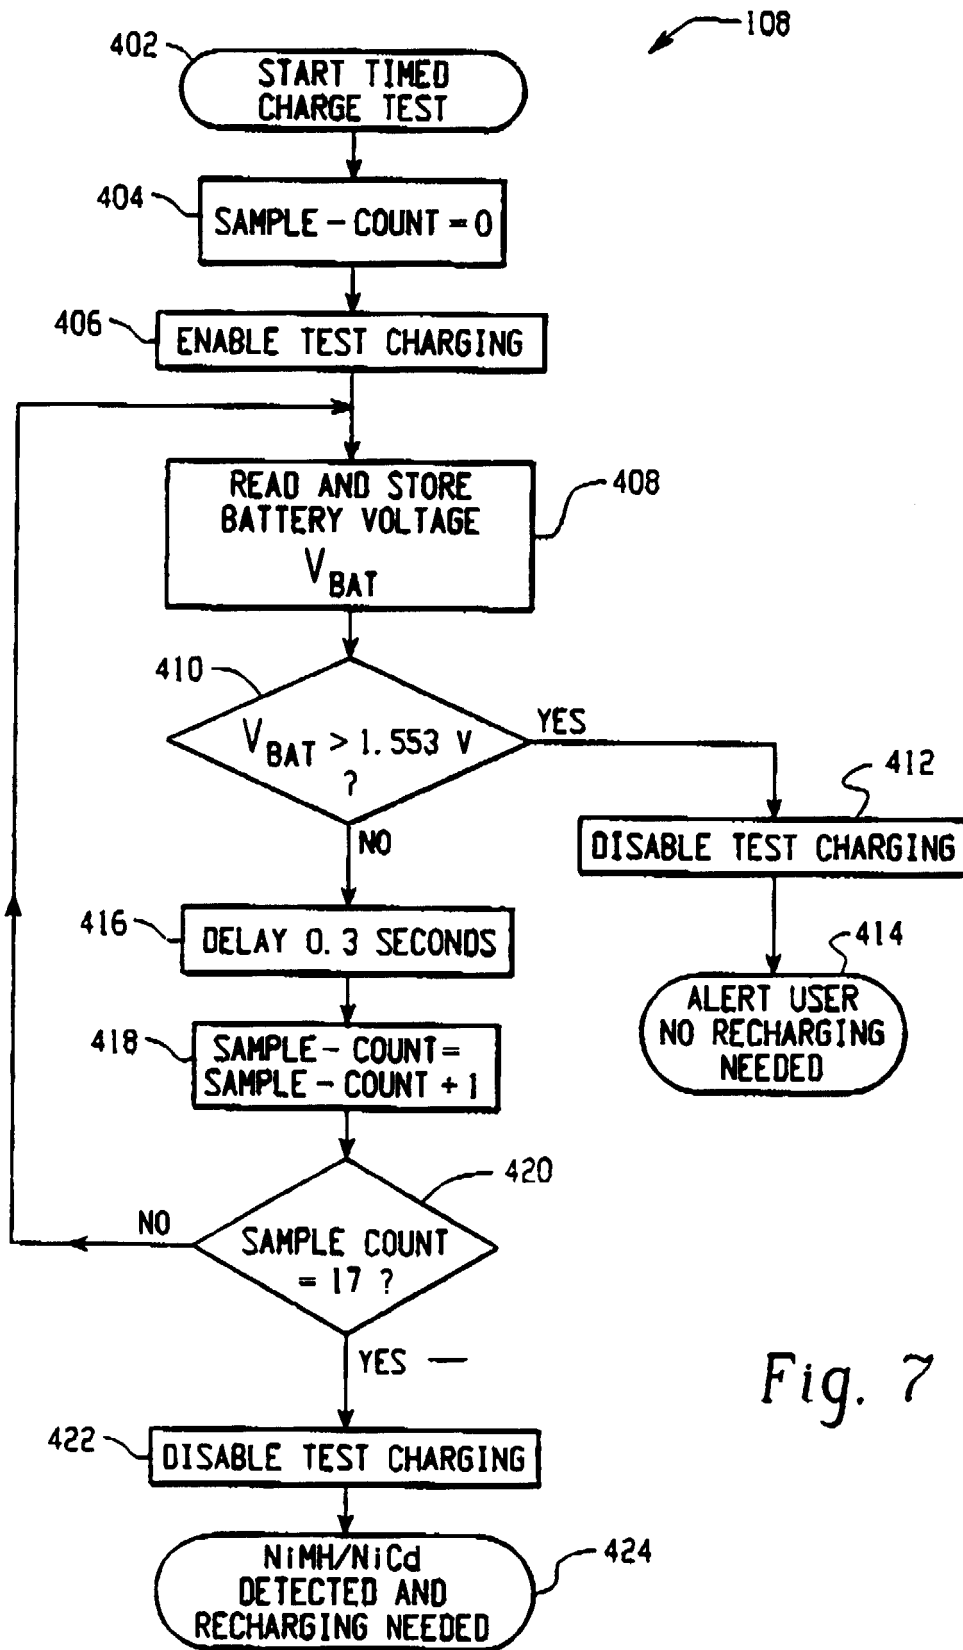 108
402
START TIMED
CHARGE TEST
404
SAMPLE - COUNT = 0
406
ENABLE TEST CHARGING
READ AND STORE
BATTERY VOLTAGE
VBAT
408
410
VBAT > 1.553 V
?
YES
NO
412
DISABLE TEST CHARGING
414
ALERT USER
NO RECHARGING
NEEDED
416
DELAY 0.3 SECONDS
418
SAMPLE - COUNT =
SAMPLE - COUNT + 1
420
SAMPLE COUNT
= 17 ?
NO
YES —
Fig. 7
422
DISABLE TEST CHARGING
NiMH/NiCd
DETECTED AND
RECHARGING NEEDED
424